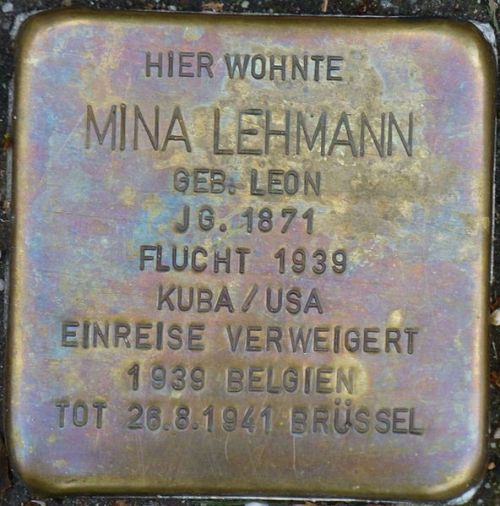 HIER WOHNTE
MINA LEHMANN
GEB. LEON
JG. 1871
FLUCHT 1939
KUBA / USA
EINREISE VERWEIGERT
1939 BELGIEN
TOT 26.8.1941 BRÜSSEL